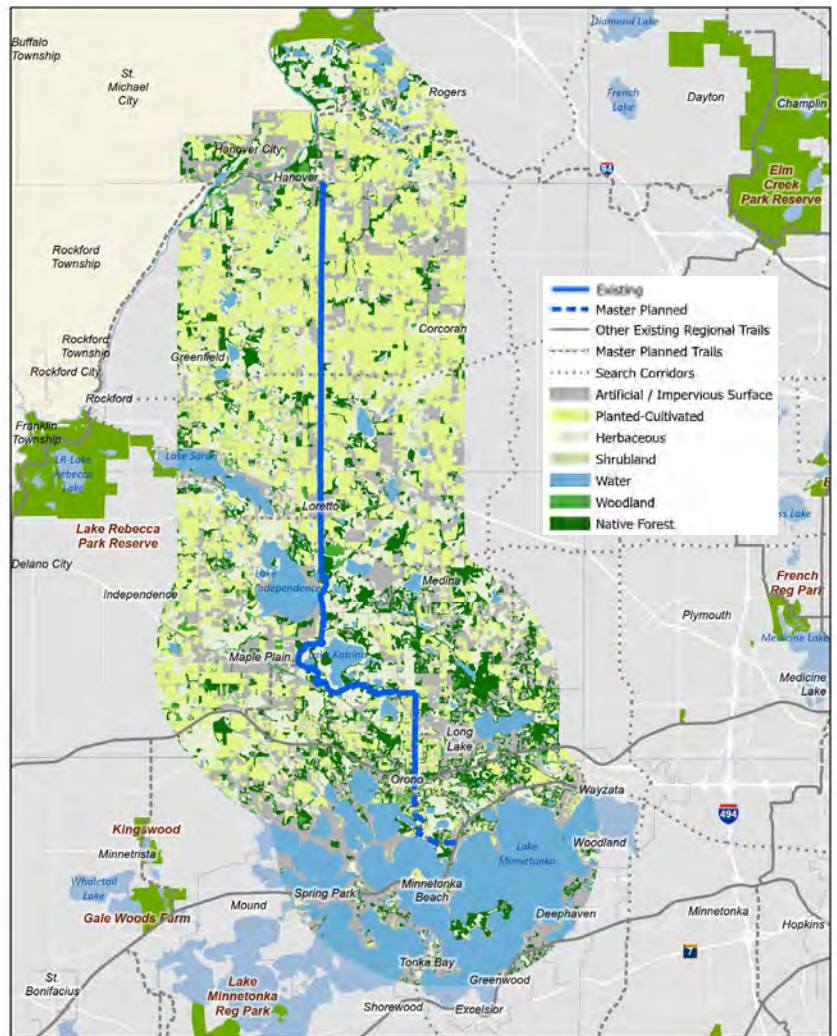 Buffalo
Township
St.
Michael
City
Diamond Lake
French
Lake
Rogers
Dayton
Champlin
94
Elm
Creek
Park Reserve
Hanover City
Hanover
Rockford
Township
Corcoran
Greenfield
Rockford
Township
Rockford City
Rockford
Franklin
Township
LR-Lake
Rebecca
Lake
Lake Sarah
Loretto
Lake Rebecca
Park Reserve
Delano City
Independence
Lake
Independence
Medina
Maple Plain
Lake Katrina
Existing
Master Planned
Other Existing Regional Trails
Master Planned Trails
Search Corridors
Artificial / Impervious Surface
Planted-Cultivated
Herbaceous
Shrubland
Water
Woodland
Native Forest
French
Reg Park
Plymouth
Medicine Lake
Medicine
Lake
Long
Lake
Orono
Wayzata
494
Woodland
Kingswood
Minnetrista
Whaletail
Lake
Gale Woods Farm
Mound
Spring Park
Minnetonka
Beach
Lake
Minnetonka
Deephaven
Minnetonka
Hopkins
7
Tonka Bay
Greenwood
Excelsior
Shorewood
St.
Bonifacius
Lake
Minnetonka
Reg Park